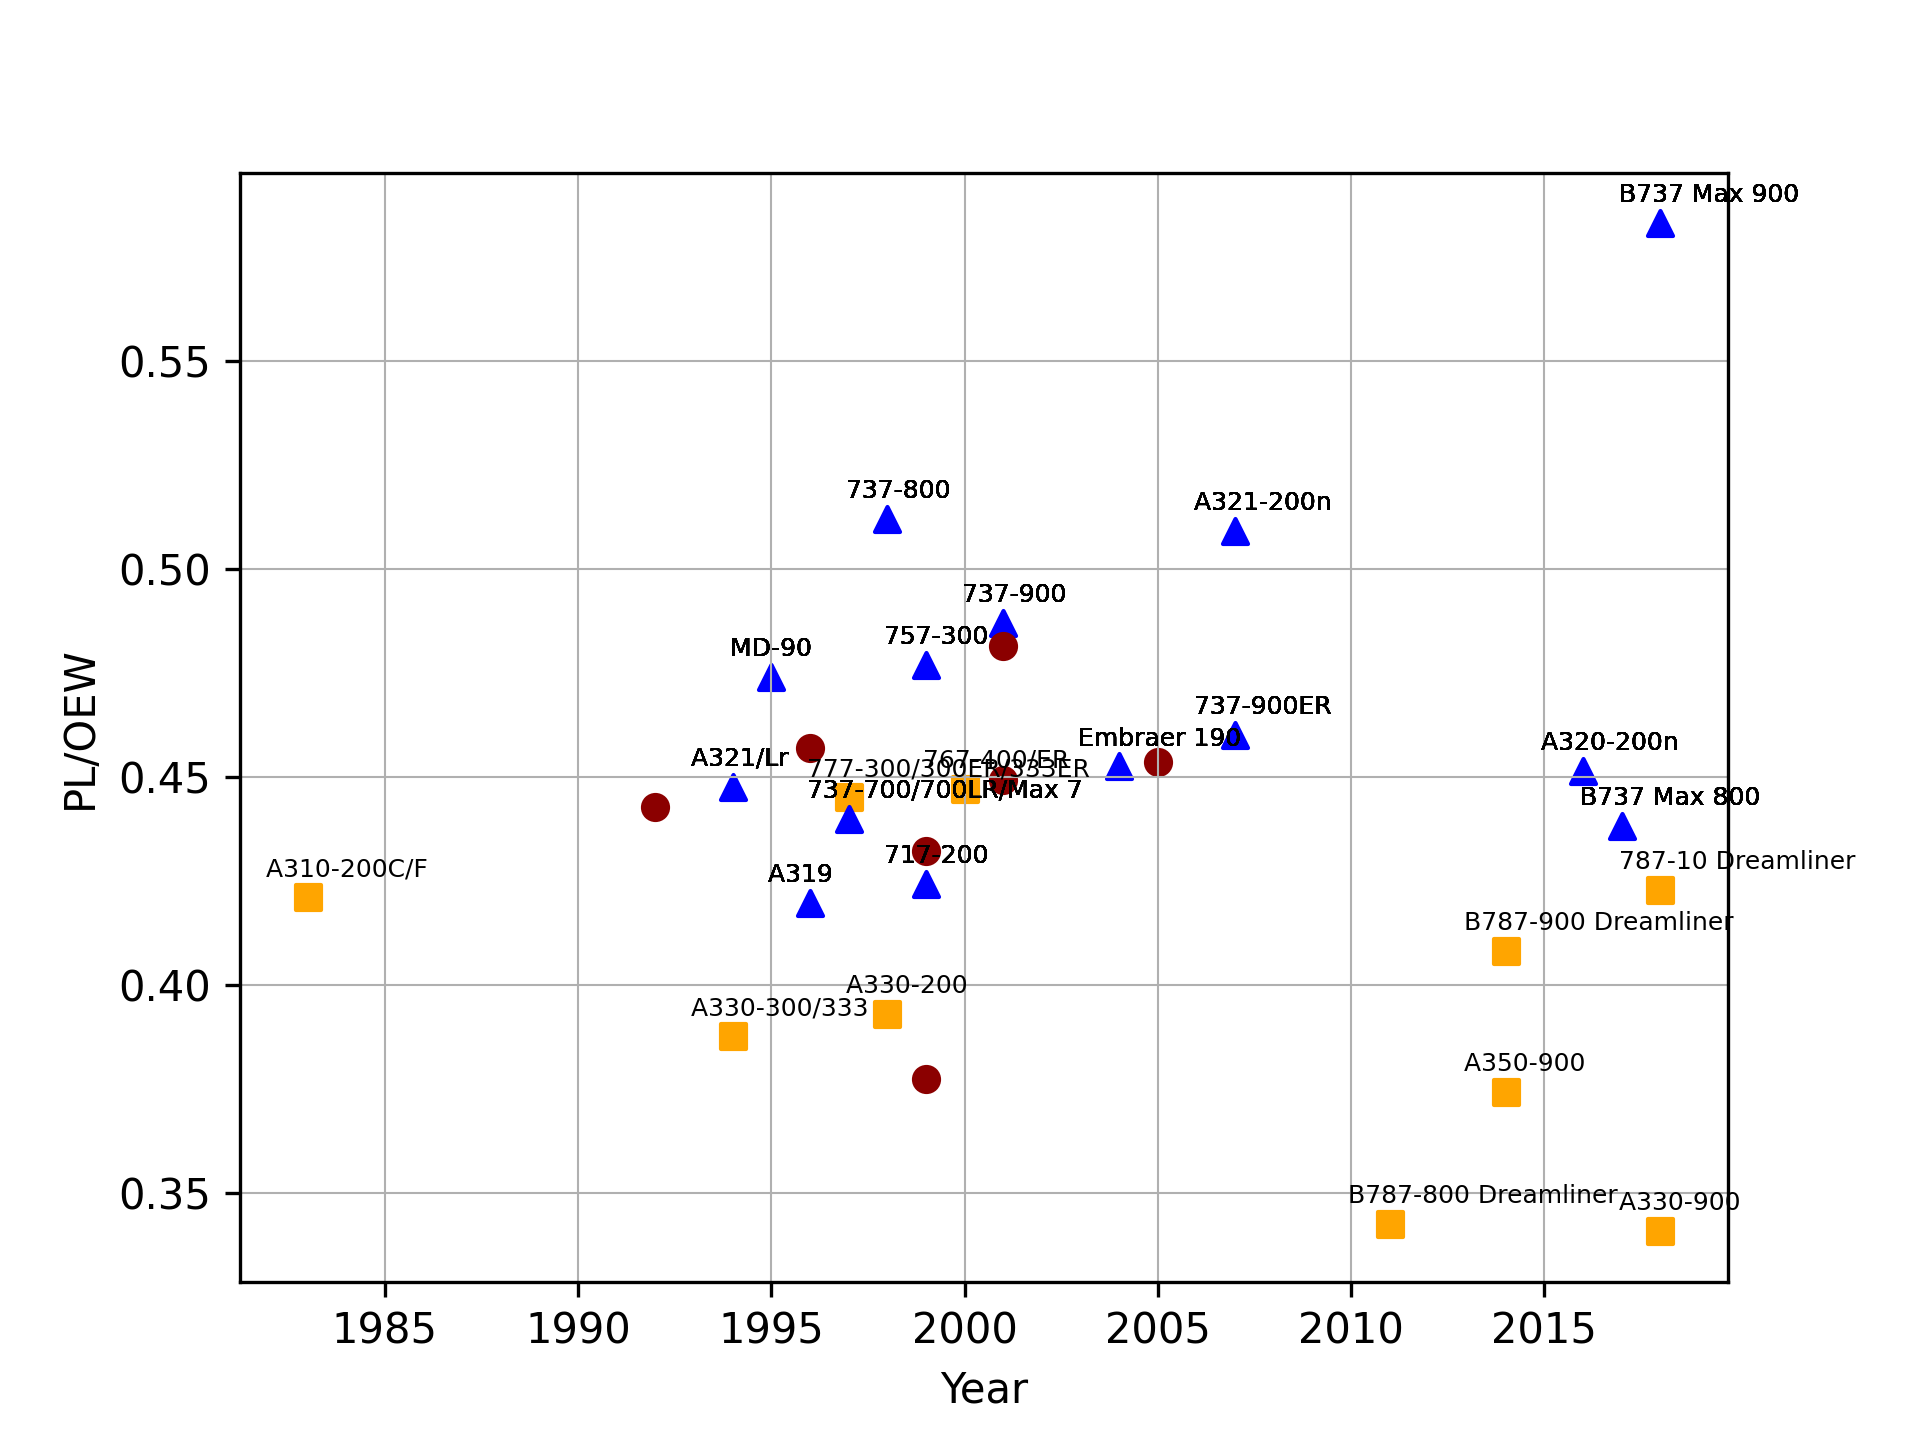 B737 Max 900
0.55
737-800
A321-200n
0.50
737-900
757-300
MD-90
737-900ER
Embraer 190
A320-200n
A321/Lr
767-400/ER
777-300/300ER/333ER
0.45
737-700/700LR/Max 7
B737 Max 800
717-200
787-10 Dreamliner
A310-200C/F
A319
B787-900 Dreamliner
0.40
A330-200
A330-300/333
A350-900
0.35
B787-800 Dreamliner
A330-900
PL/OEW
1985 1990 1995 2000 2005 2010 2015
Year